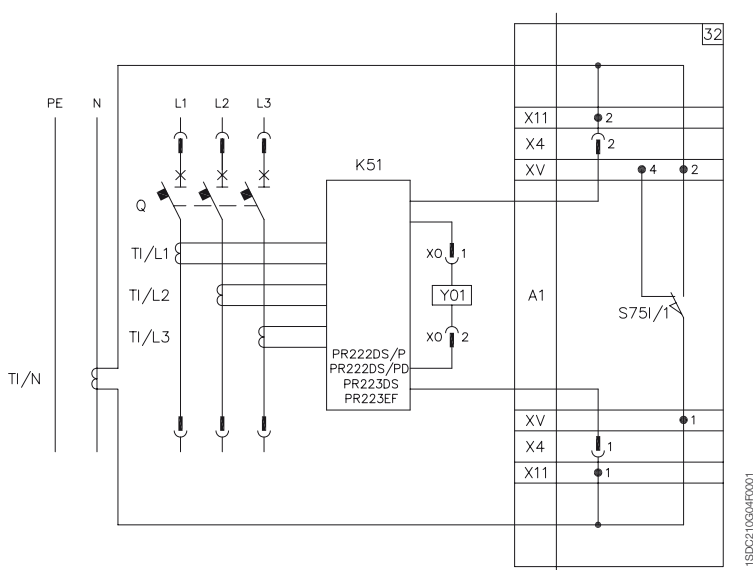 32
PE N L1 L2 L3
X11 2
X4 2
K51
XV 4 2
Q
TI/L1
X0 1
TI/L2
Y01
A1
S75I/1
TI/L3
X0 2
PR222DS/P
PR222DS/PD
PR223DS
PR223EF
TI/N
XV 1
X4 1
X11 1
1SDC210G04F0001